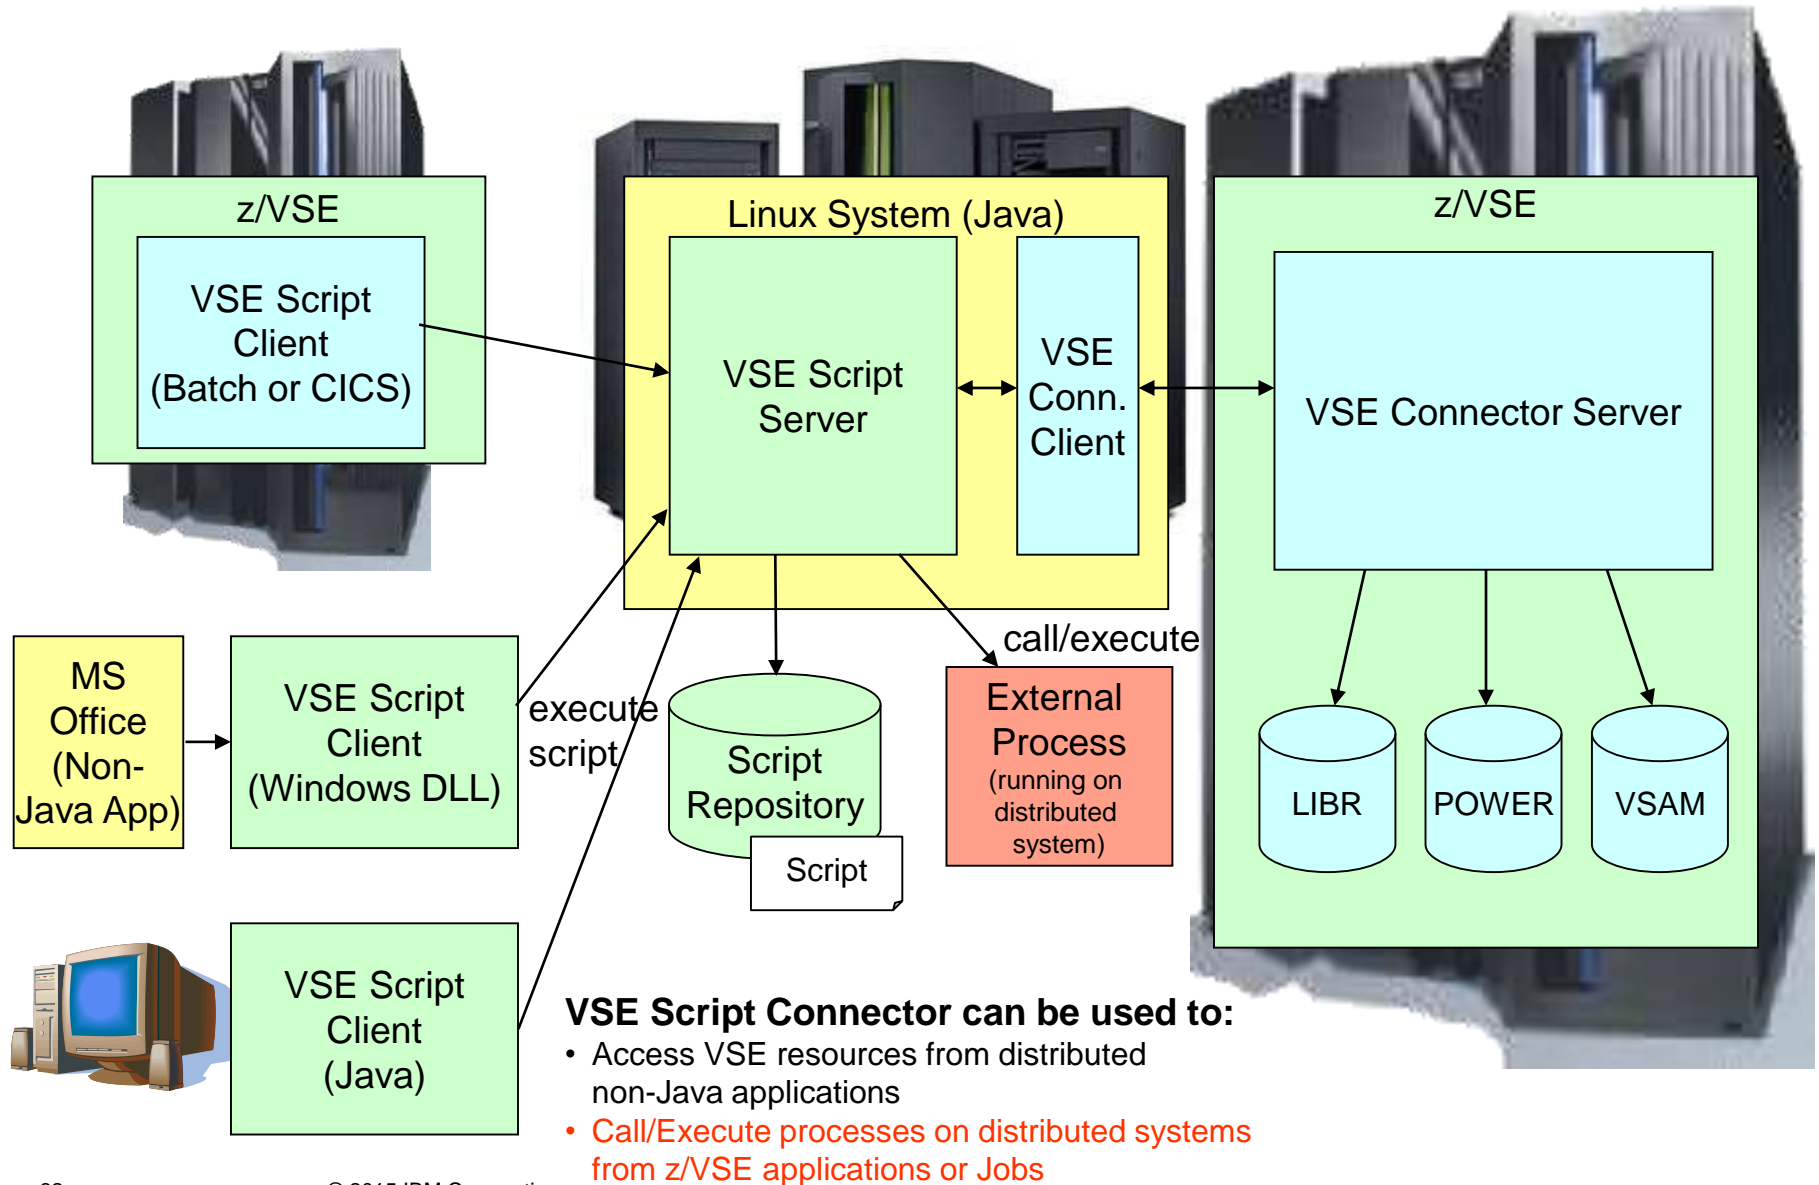 z/VSE
VSE Script
Client
(Batch or CICS)
Linux System (Java)
VSE Script
Server
VSE
Conn.
Client
z/VSE
VSE Connector Server
LIBR
POWER
VSAM
MS
Office
(Non-
Java App)
VSE Script
Client
(Windows DLL)
execute
script
Script
Repository
Script
call/execute
External
Process
(running on
distributed
system)
VSE Script
Client
(Java)
VSE Script Connector can be used to:
• Access VSE resources from distributed
non-Java applications
• Call/Execute processes on distributed systems
from z/VSE applications or Jobs
© 2015 IBM